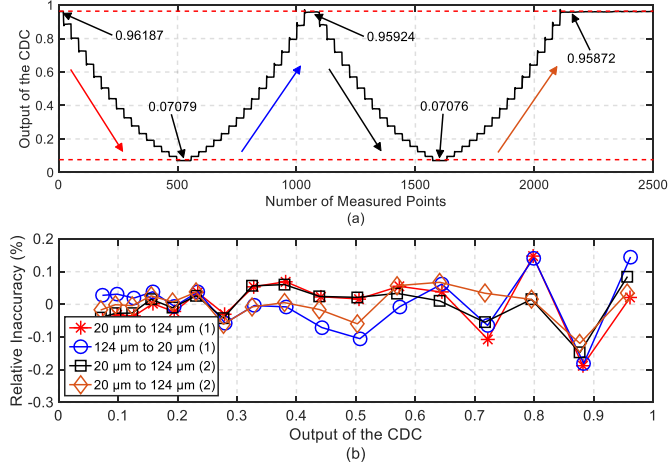 Output of the CDC
1
0.8
0.6
0.4
0.2
0
0.96187
0.07079
0.95924
0.07076
0.95872
0 500 1000 1500 2000 2500
Number of Measured Points
(a)
Relative Inaccuracy (%)
0.2
0.1
0
-0.1
-0.2
-0.3
20 μm to 124 μm (1)
124 μm to 20 μm (1)
20 μm to 124 μm (2)
20 μm to 124 μm (2)
0 0.1 0.2 0.3 0.4 0.5 0.6 0.7 0.8 0.9 1
Output of the CDC
(b)